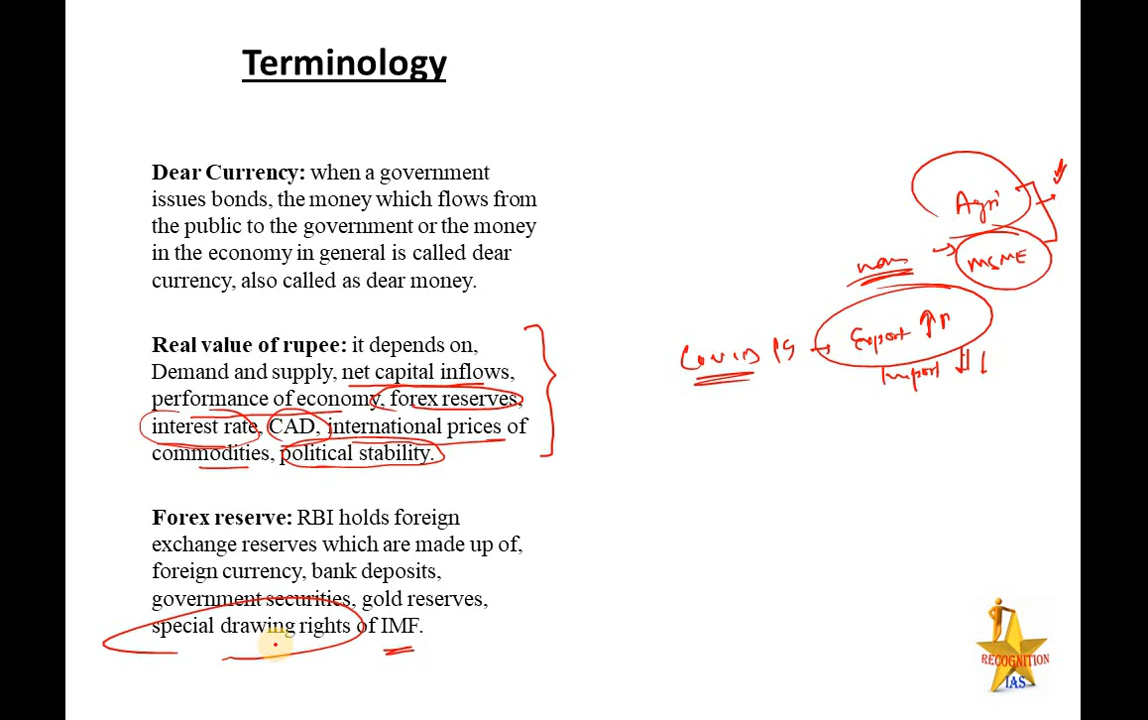 Terminology
Dear Currency: when a government
issues bonds, the money which flows from
the public to the government or the money
in the economy in general is called dear
currency, also called as dear money.
Real value of rupee: it depends on,
Demand and supply, net capital inflows,
performance of economy, forex reserves,
interest rate, CAD, international prices of
commodities, political stability.
Forex reserve: RBI holds foreign
exchange reserves which are made up of,
foreign currency, bank deposits,
government securities, gold reserves,
special drawing rights of IMF.
Agri
MSME
Covid 19 → Export ↑↑
Import ↓↓
RECOGNITION
IAS